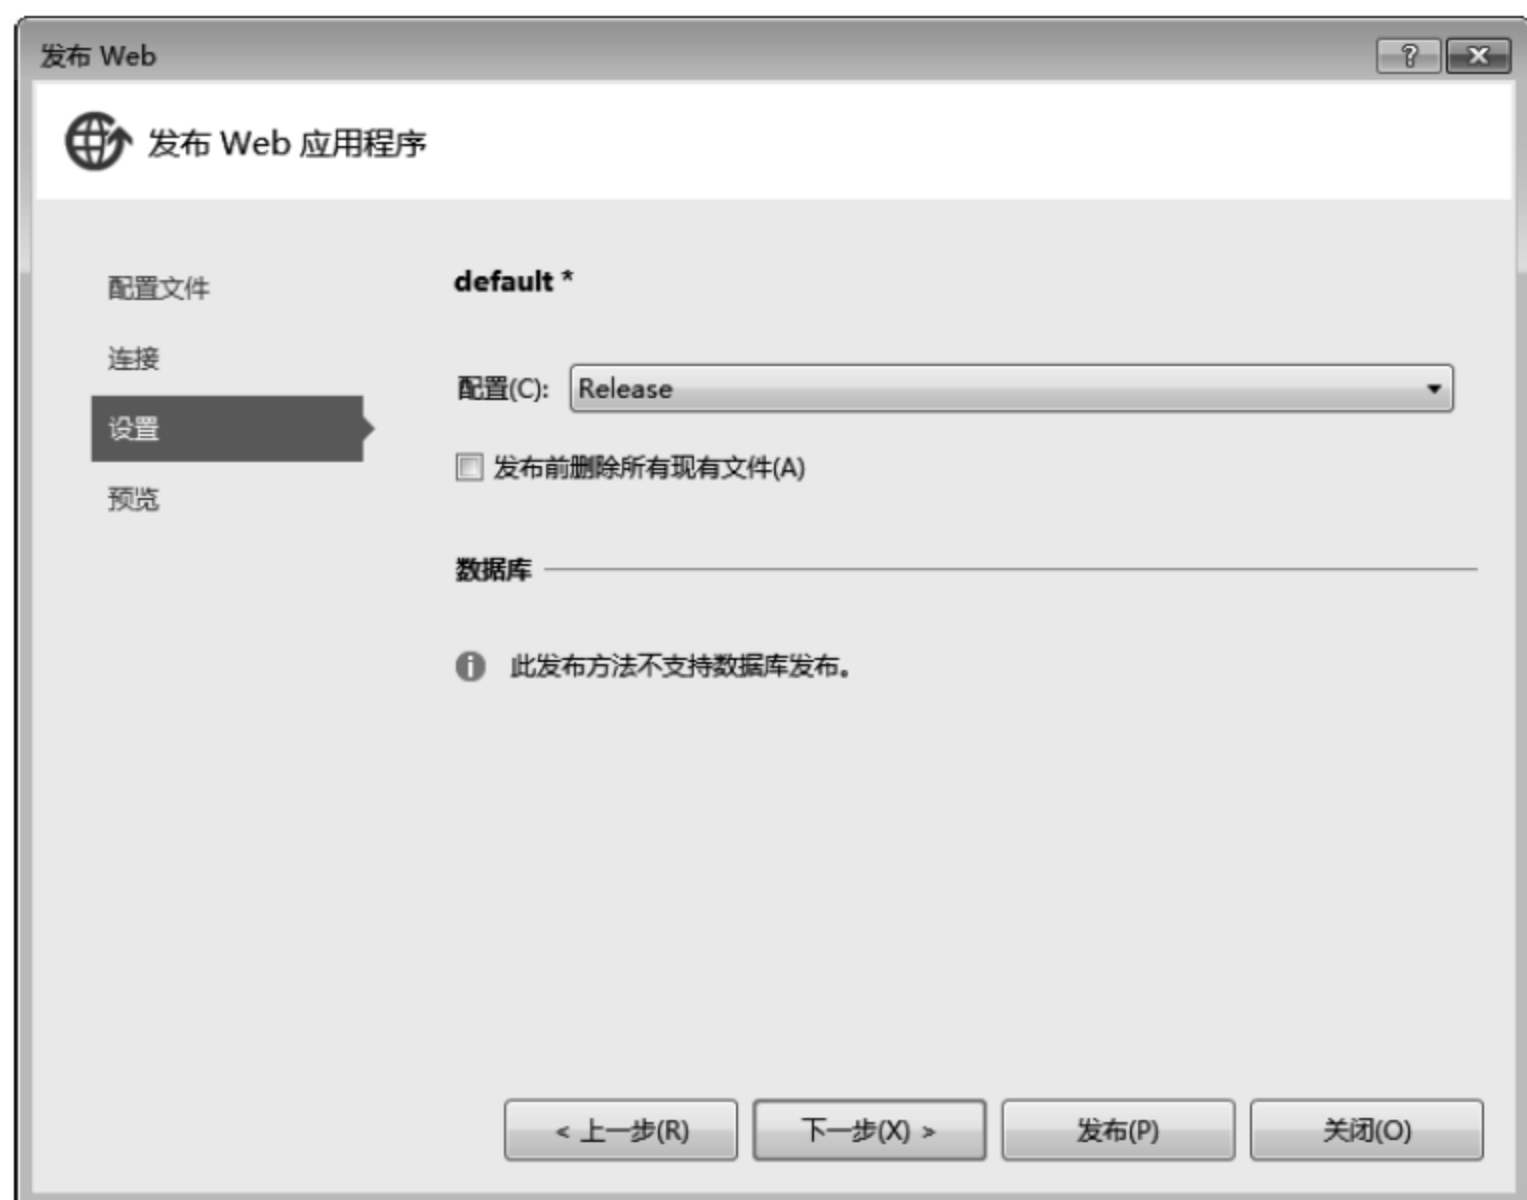 发布 Web
发布 Web 应用程序
配置文件
连接
设置
预览
default *
配置(C): Release
发布前删除所有现有文件(A)
数据库
此发布方法不支持数据库发布。
< 上一步(R) 下一步(X) > 发布(P) 关闭(O)